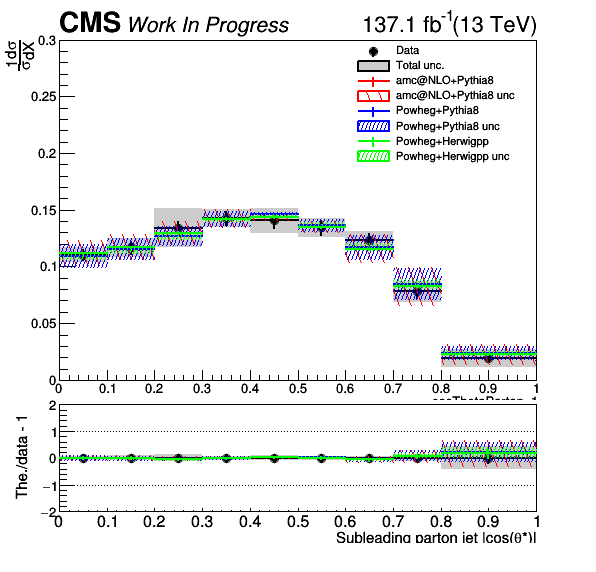 CMS Work In Progress 137.1 fb⁻¹(13 TeV)
1 dσ
σ dX
0.3
0.25
0.2
0.15
0.1
0.05
0
Data
Total unc.
amc@NLO+Pythia8
amc@NLO+Pythia8 unc
Powheg+Pythia8
Powheg+Pythia8 unc
Powheg+Herwigpp
Powheg+Herwigpp unc
0 0.1 0.2 0.3 0.4 0.5 0.6 0.7 0.8 0.9 1
The./data - 1
2
1
0
−1
−2
0 0.1 0.2 0.3 0.4 0.5 0.6 0.7 0.8 0.9 1
Subleading parton jet |cos(θ*)|